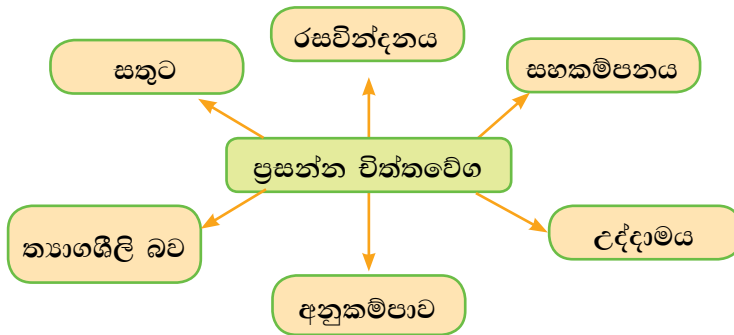 රසවින්දනය
සතුට
සහකම්පනය
ප්‍රසන්න චිත්තවේග
ත්‍යාගශීලි බව
උද්දාමය
අනුකම්පාව